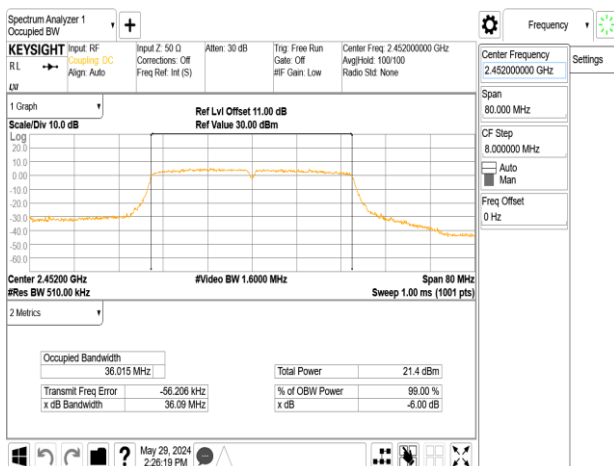 Spectrum Analyzer 1
Occupied BW
Frequency
KEYSIGHT
RL
Input: RF
Coupling: DC
Align: Auto
Input Z: 50 Ω
Corrections: Off
Freq Ref: Int (S)
Atten: 30 dB
Trig: Free Run
Gate: Off
#IF Gain: Low
Center Freq: 2.452000000 GHz
Avg|Hold: 100/100
Radio Std: None
Center Frequency
2.452000000 GHz
Settings
Span
80.000 MHz
CF Step
8.000000 MHz
Auto
Man
Freq Offset
0 Hz
1 Graph
Scale/Div 10.0 dB
Ref Lvl Offset 11.00 dB
Ref Value 30.00 dBm
Log
20.0
10.0
0.00
-10.0
-20.0
-30.0
-40.0
-50.0
-60.0
Center 2.45200 GHz
#Video BW 1.6000 MHz
Span 80 MHz
#Res BW 510.00 kHz
Sweep 1.00 ms (1001 pts)
2 Metrics
Occupied Bandwidth
36.015 MHz
Total Power 21.4 dBm
Transmit Freq Error -56.206 kHz
% of OBW Power 99.00 %
x dB Bandwidth 36.09 MHz
x dB -6.00 dB
?
May 29, 2024
2:26:19 PM